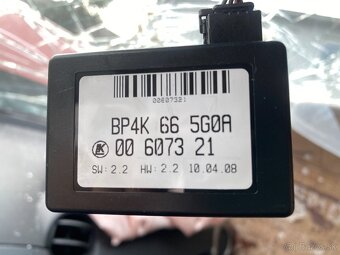 00607321
BP4K 66 5G0A
00 6073 21
SW: 2.2 HW: 2.2 10.04.08